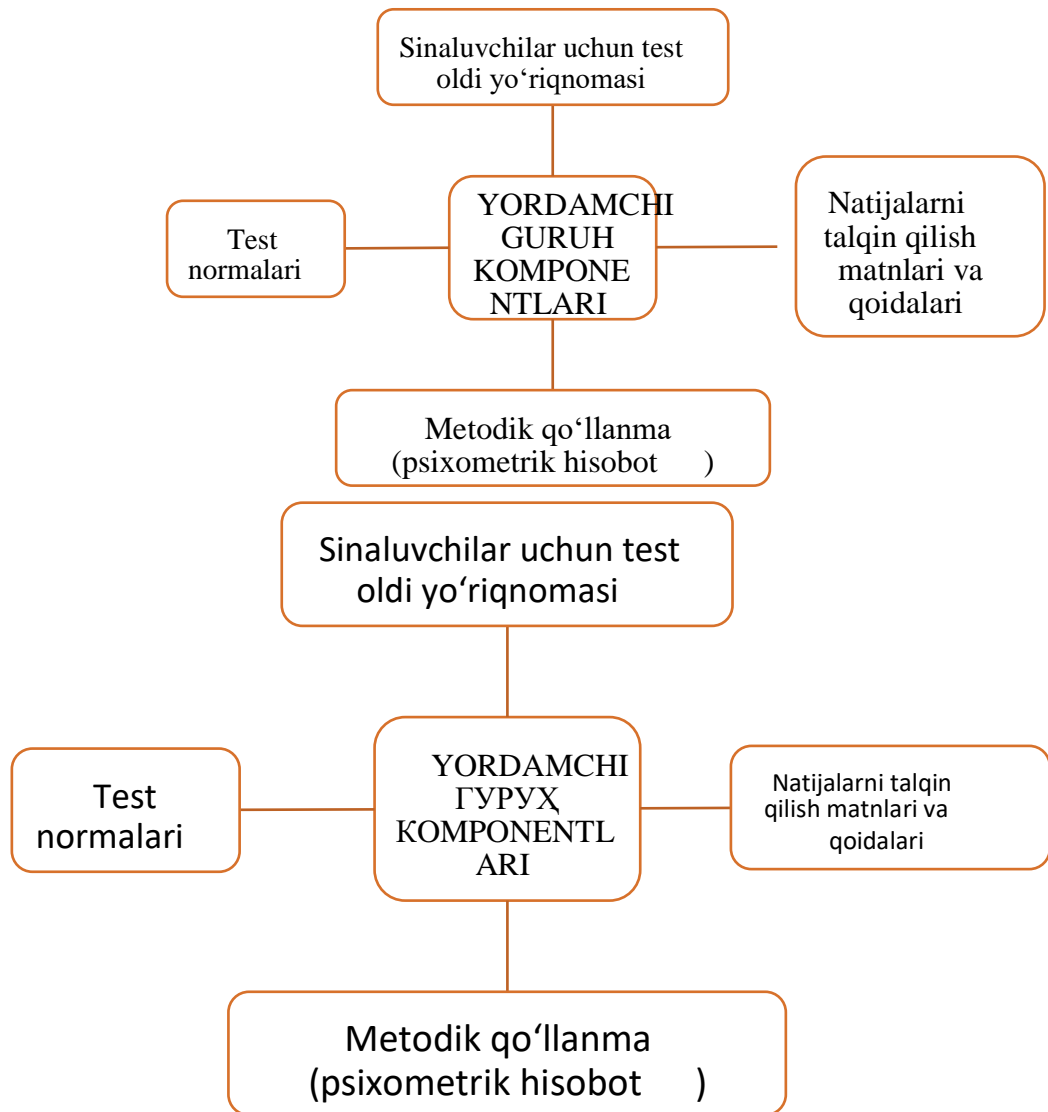 Sinaluvchilar uchun test
oldi yo‘riqnomasi
Test
normalari
YORDAMCHI
GURUH
KOMPONE
NTLARI
Natijalarni
talqin qilish
matnlari va
qoidalari
Metodik qo‘llanma
(psixometrik hisobot )
Sinaluvchilar uchun test
oldi yo‘riqnomasi
Test
normalari
YORDAMCHI
ГУРУҲ
KOMPONENTL
ARI
Natijalarni talqin
qilish matnlari va
qoidalari
Metodik qo‘llanma
(psixometrik hisobot )